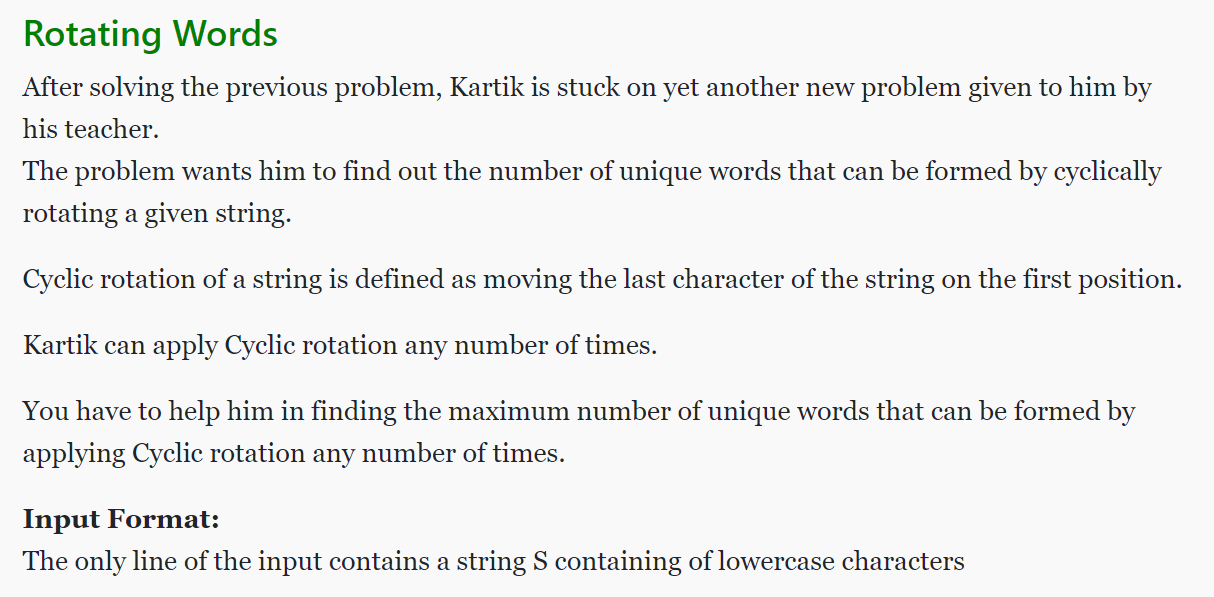 Rotating Words
After solving the previous problem, Kartik is stuck on yet another new problem given to him by
his teacher.
The problem wants him to find out the number of unique words that can be formed by cyclically
rotating a given string.
Cyclic rotation of a string is defined as moving the last character of the string on the first position.
Kartik can apply Cyclic rotation any number of times.
You have to help him in finding the maximum number of unique words that can be formed by
applying Cyclic rotation any number of times.
Input Format:
The only line of the input contains a string S containing of lowercase characters